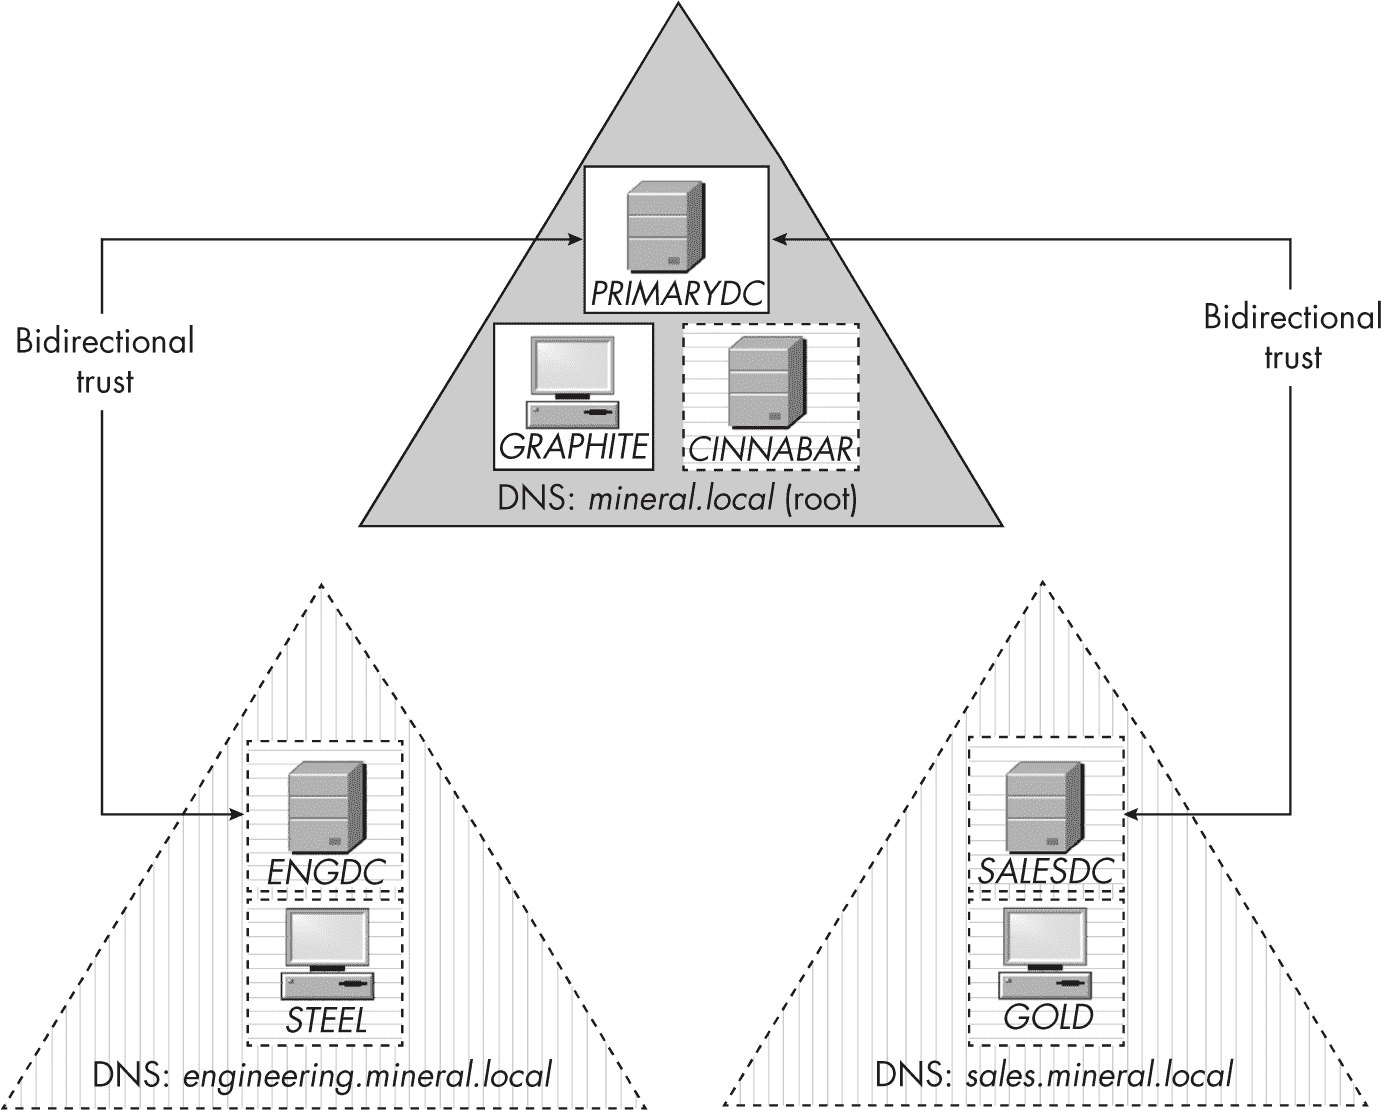 PRIMARYDC
Bidirectional
trust
Bidirectional
trust
GRAPHITE
CINNABAR
DNS: mineral.local (root)
ENGDC
STEEL
DNS: engineering.mineral.local
SALESDC
GOLD
DNS: sales.mineral.local